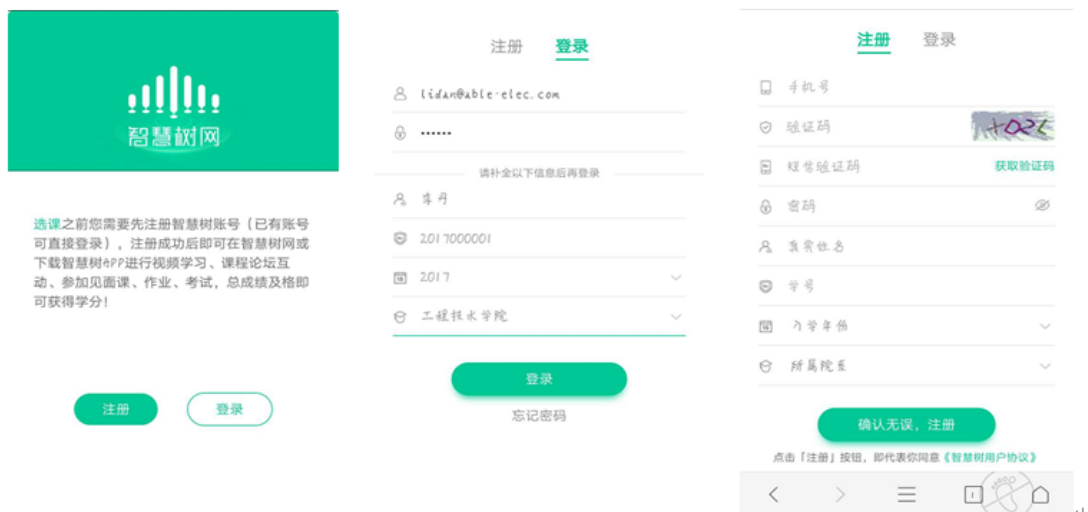 智慧树网
选课之前您需要先注册智慧树账号（已有账号
可直接登录），注册成功后即可在智慧树网或
下载智慧树APP进行视频学习、课程论坛互
动、参加见面课、作业、考试，总成绩及格即
可获得学分！
注册
登录
注册 登录
lidan@able-elec.com
••••••
请补全以下信息后再登录
李丹
2017000001
2017
工程技术学院
登录
忘记密码
注册 登录
手机号
验证码
短信验证码 获取验证码
密码
真实姓名
学号
入学年份
所属院系
确认无误，注册
点击「注册」按钮，即代表你同意《智慧树用户协议》